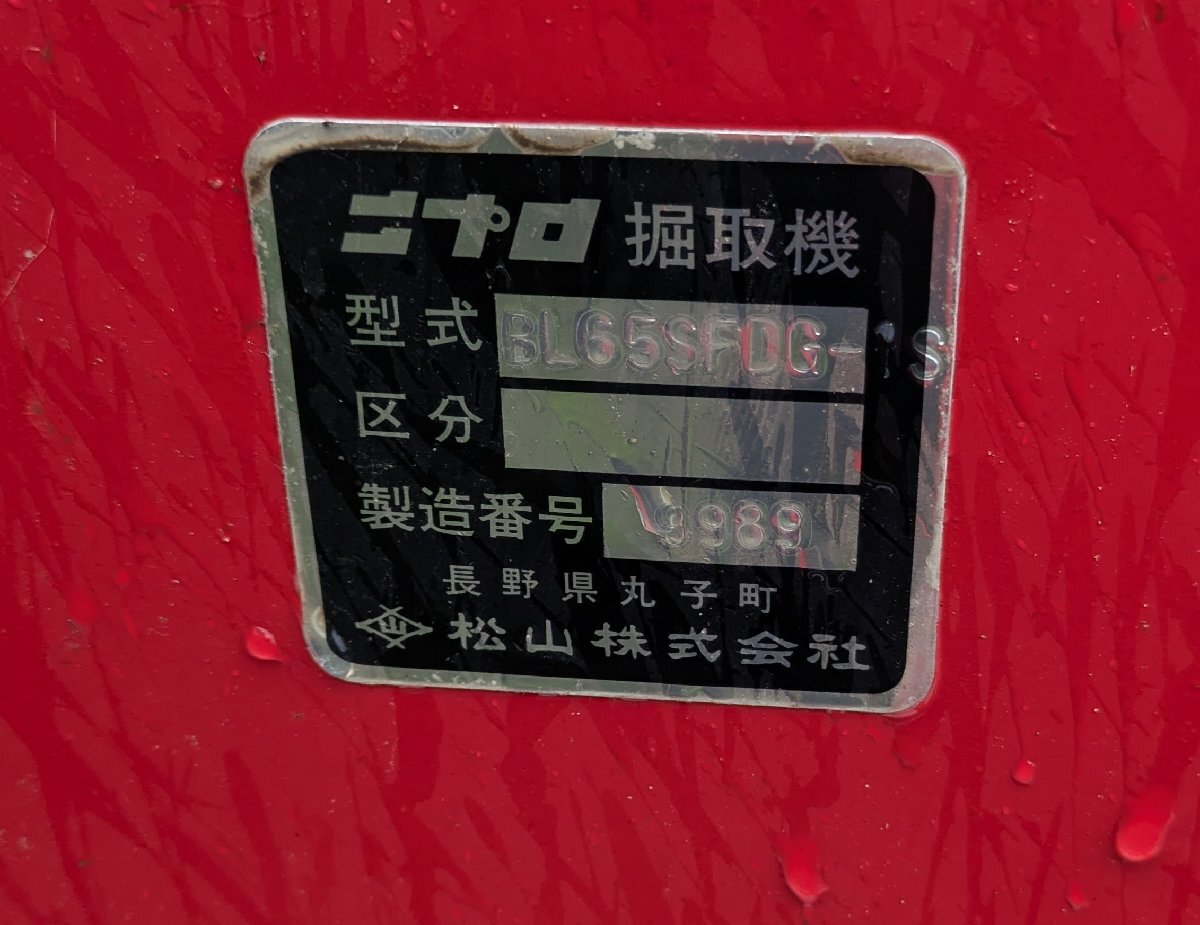 ニプロ 掘取機
型式 BL65SFDG-1S
区分
製造番号 9989
長野県丸子町
松山株式会社